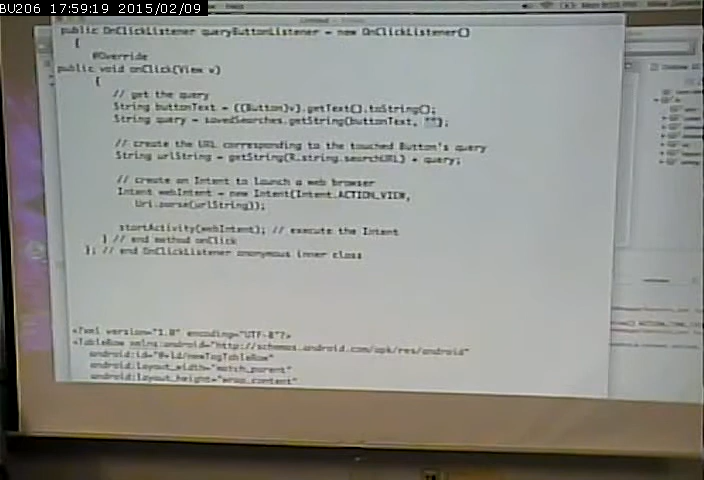 BU206 17:59:19 2015/02/09
Help
public OnClickListener queryButtonListener = new OnClickListener()
{
@Override
public void onClick(View v)
{
// get the query
String buttonText = ((Button)v).getText().toString();
String query = savedSearches.getString(buttonText, "");
// create the URL corresponding to the touched Button's query
String urlString = getString(R.string.searchURL) + query;
// create an Intent to launch a web browser
Intent webIntent = new Intent(Intent.ACTION_VIEW,
Uri.parse(urlString));
startActivity(webIntent); // execute the Intent
} // end method onClick
}; // end OnClickListener anonymous inner class
<?xml version="1.0" encoding="UTF-8"?>
<TableRow xmlns:android="http://schemas.android.com/apk/res/android"
android:id="@+id/newTagTableRow"
android:layout_width="match_parent"
android:layout_height="wrap_content"